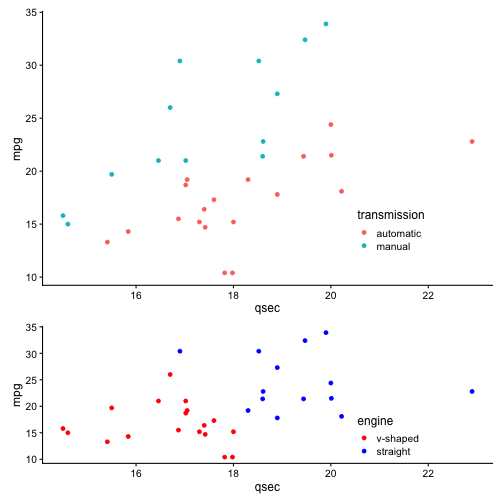 35
30
25
20
15
10
mpg
transmission
automatic
manual
16
18
20
22
qsec
35
30
25
20
15
10
mpg
engine
v-shaped
straight
16
18
20
22
qsec